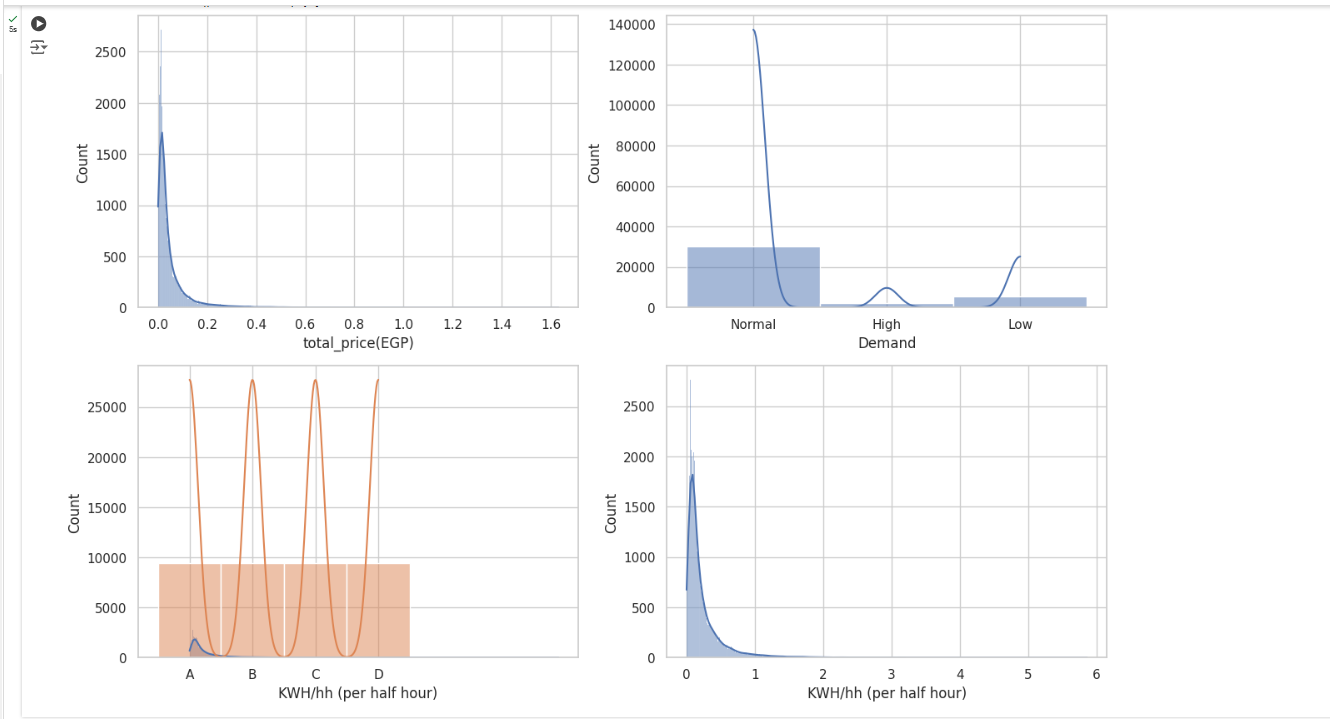 5s
2500
2000
1500
1000
500
0
Count
0.0 0.2 0.4 0.6 0.8 1.0 1.2 1.4 1.6
total_price(EGP)
140000
120000
100000
80000
60000
40000
20000
0
Count
Normal High Low
Demand
25000
20000
15000
10000
5000
0
Count
A B C D
KWH/hh (per half hour)
2500
2000
1500
1000
500
0
Count
0 1 2 3 4 5 6
KWH/hh (per half hour)